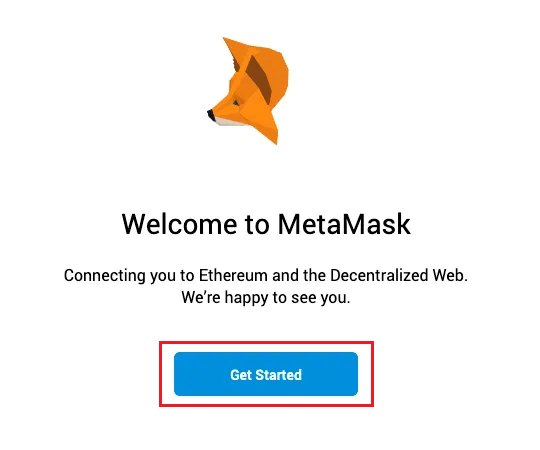 Welcome to MetaMask
Connecting you to Ethereum and the Decentralized Web.
We’re happy to see you.
Get Started